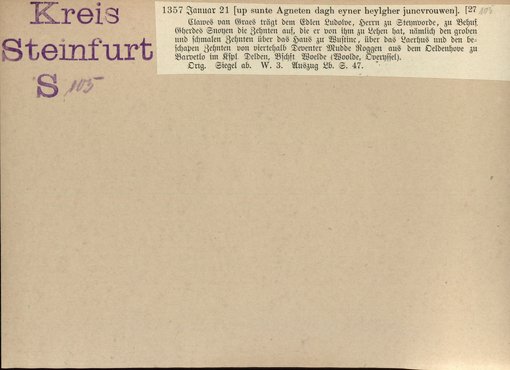 Kreis
Steinfurt
S 105
1357 Januar 21 [up sunte Agneten dagh eyner heylgher juncvrouwen]. [27 105
Clawes van Graes trägt dem Edlen Ludolve, Herrn zu Steynvorde, zu Behuf
Gherdes Snoyen die Zehnten auf, die er von ihm zu Lehen hat, nämlich den groben
und schmalen Zehnten über das Haus zu Wustine, über das Laerhus und den be-
schapen Zehnten von viertehalb Deventer Mudde Roggen aus dem Oeldenhove zu
Barvetlo im Kspl. Delden, Bschft Woelde (Woolde, Overyssel).
Orig. Siegel ab. W. 3. Auszug Lb. S. 47.